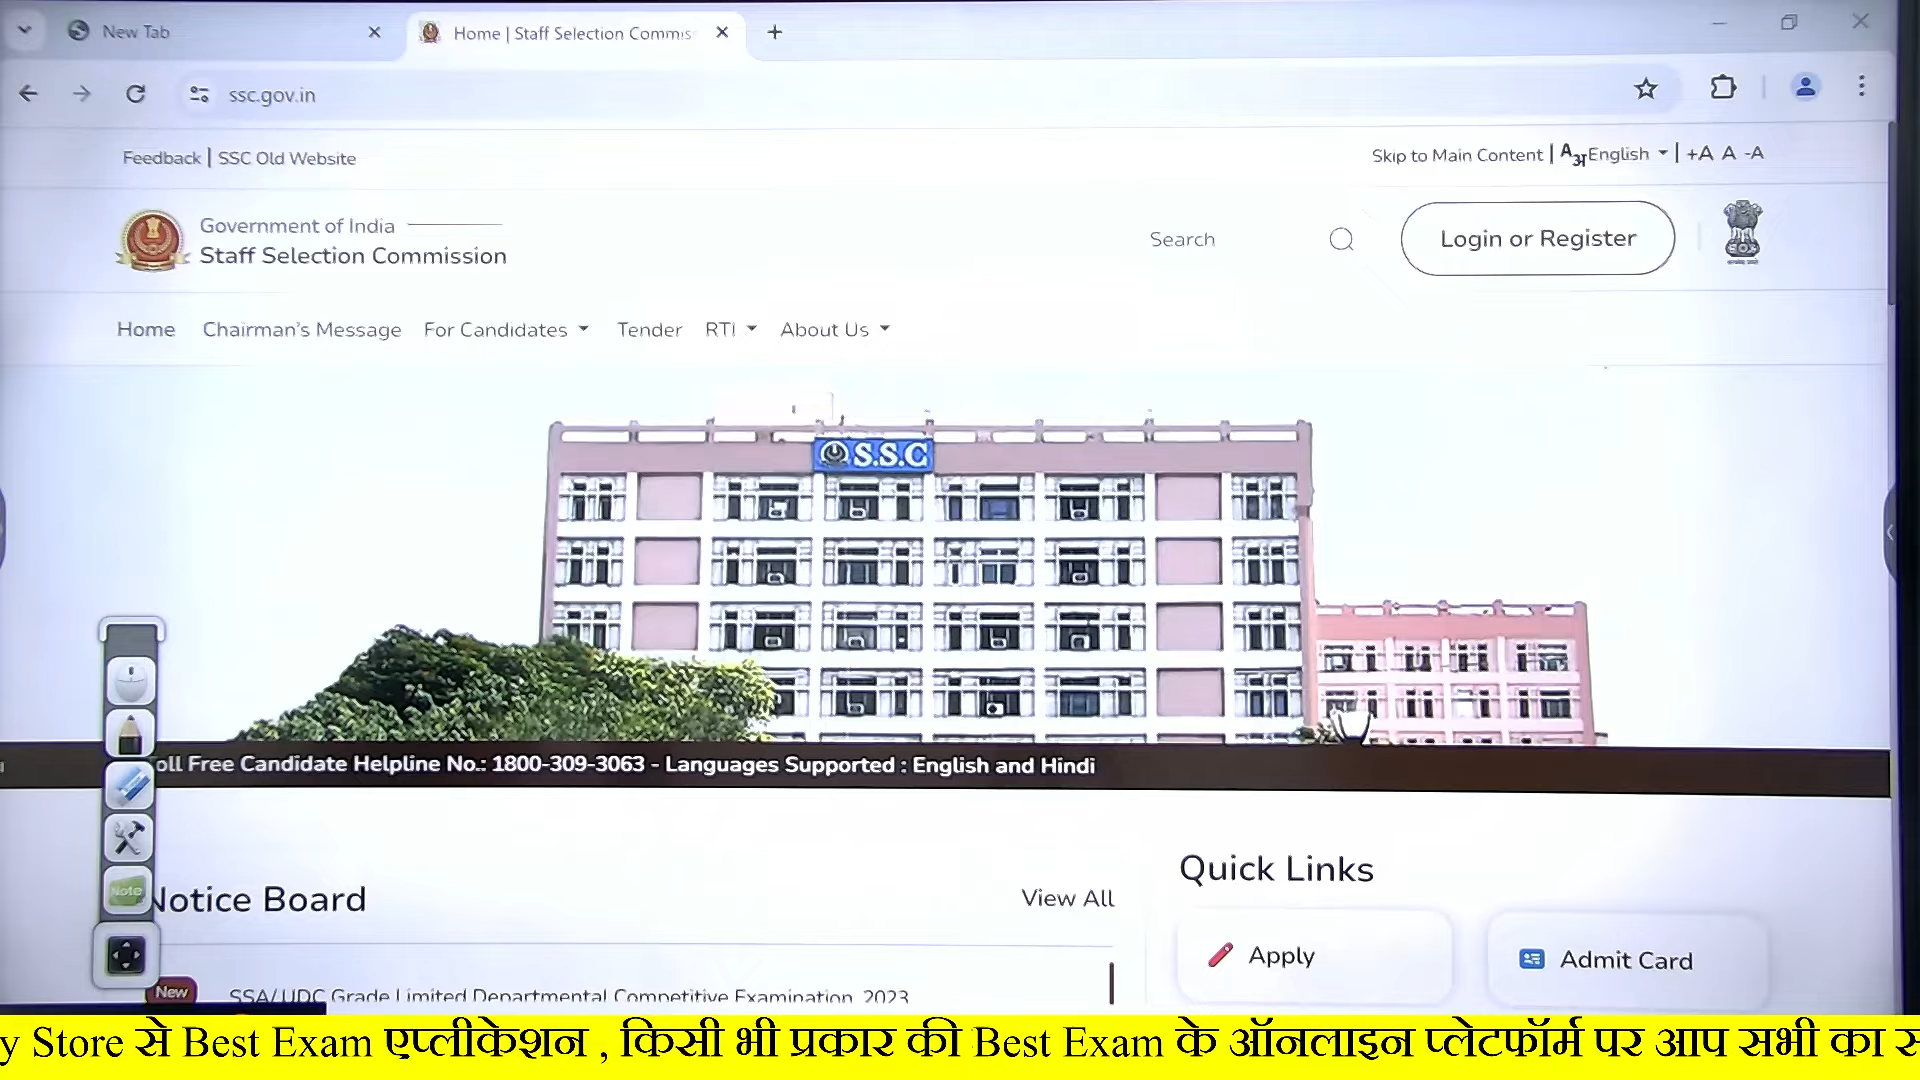 New Tab
Home | Staff Selection Commis
ssc.gov.in
Feedback | SSC Old Website
Skip to Main Content | A अ English | +A A -A
Government of India
Staff Selection Commission
Search
Login or Register
Home Chairman's Message For Candidates Tender RTI About Us
S.S.C
oll Free Candidate Helpline No.: 1800-309-3063 - Languages Supported : English and Hindi
Notice Board
View All
Quick Links
Note
Apply
Admit Card
New
SSA/ UDC Grade Limited Departmental Competitive Examination, 2023
y Store से Best Exam एप्लीकेशन , किसी भी प्रकार की Best Exam के ऑनलाइन प्लेटफॉर्म पर आप सभी का स